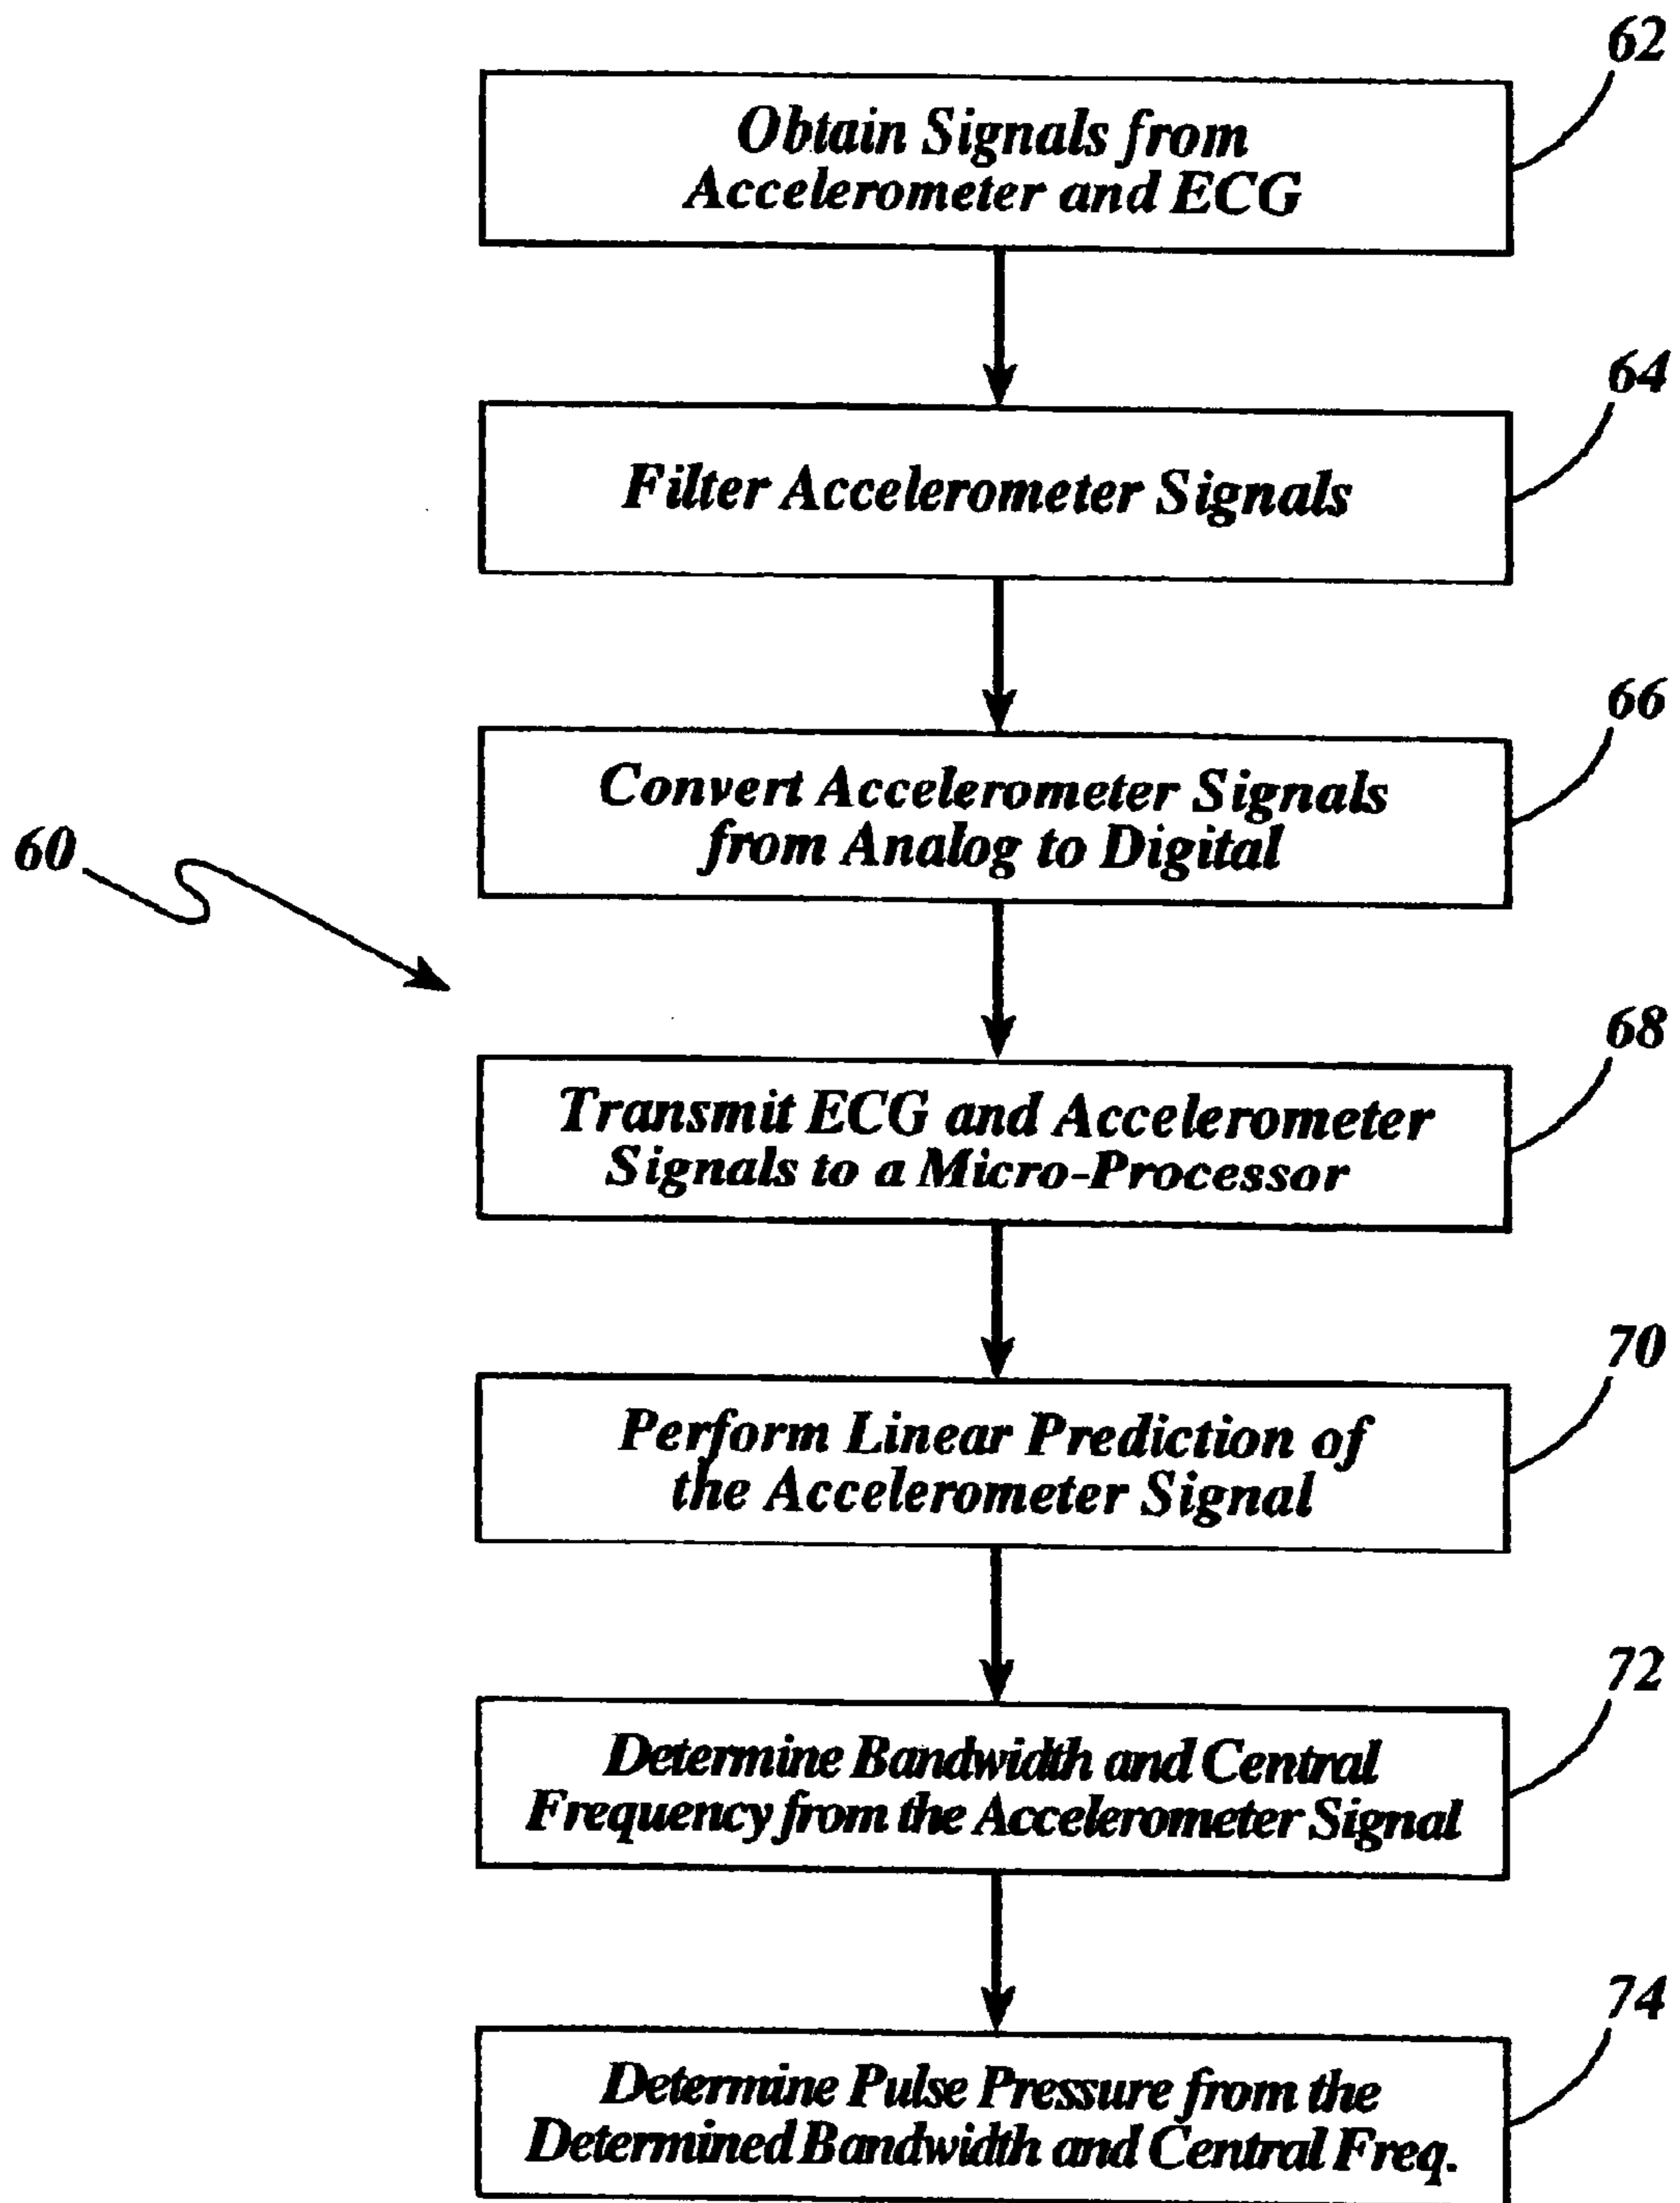 62
Obtain Signals from
Accelerometer and ECG
64
Filter Accelerometer Signals
66
Convert Accelerometer Signals
from Analog to Digital
60
68
Transmit ECG and Accelerometer
Signals to a Micro-Processor
70
Perform Linear Prediction of
the Accelerometer Signal
72
Determine Bandwidth and Central
Frequency from the Accelerometer Signal
74
Determine Pulse Pressure from the
Determined Bandwidth and Central Freq.